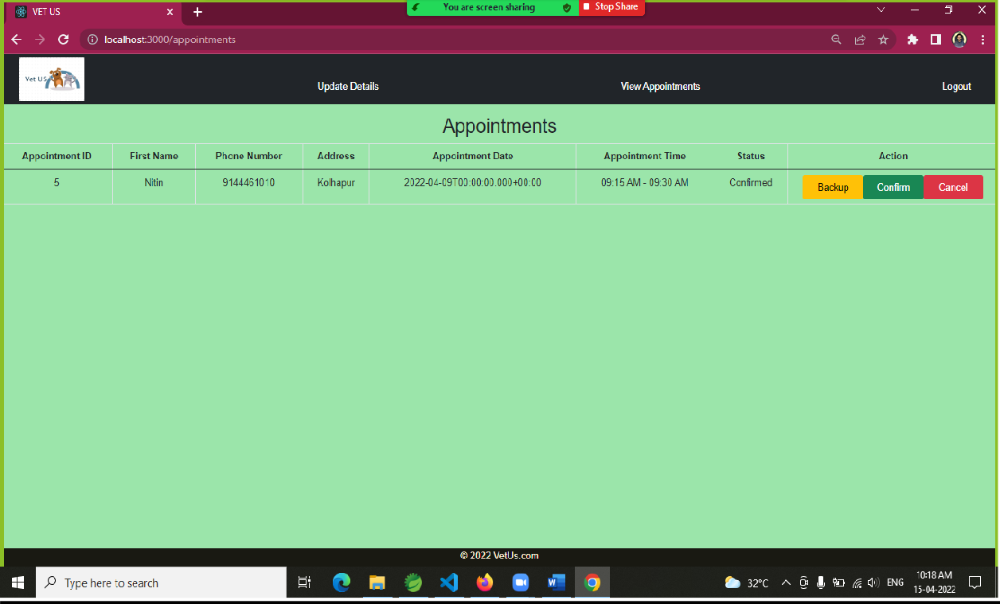 VET US
You are screen sharing
Stop Share
localhost:3000/appointments
Vet US
Update Details
View Appointments
Logout
Appointments
Appointment ID First Name Phone Number Address Appointment Date Appointment Time Status Action
5 Nitin 9144461010 Kolhapur 2022-04-09T00:00:00.000+00:00 09:15 AM - 09:30 AM Confirmed Backup Confirm Cancel
© 2022 VetUs.com
Type here to search
32°C
ENG
10:18 AM
15-04-2022